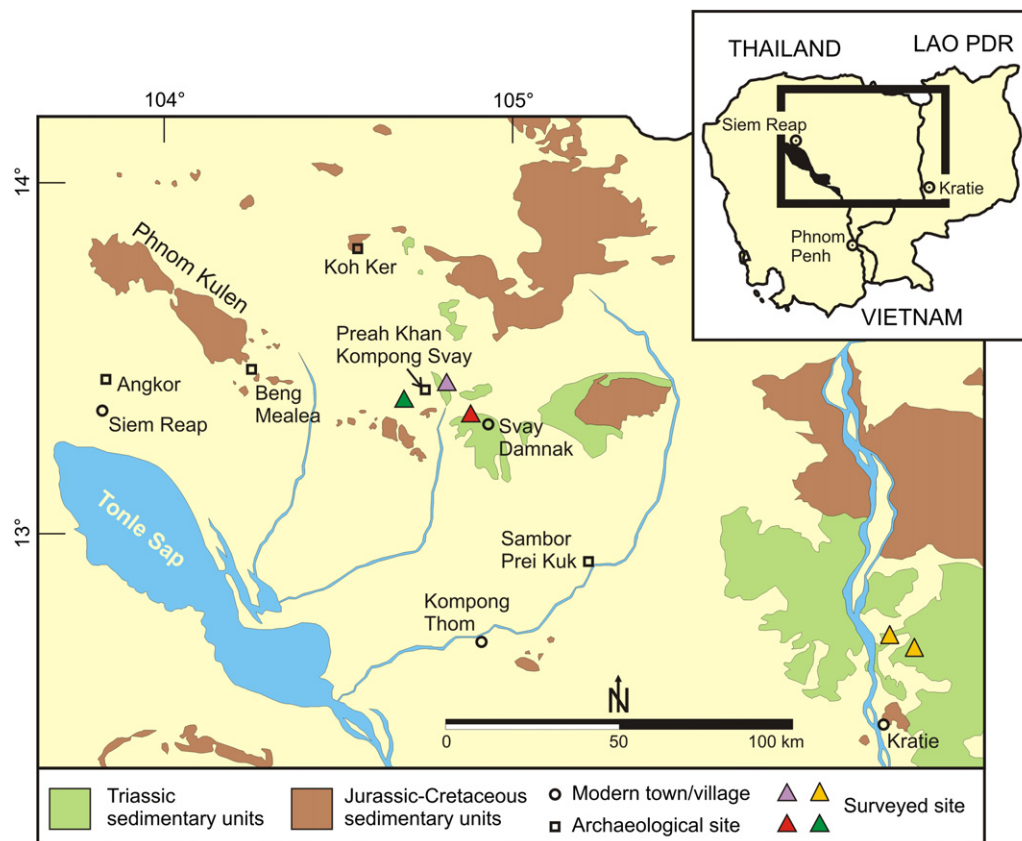 THAILAND
LAO PDR
Siem Reap
Kratie
Phnom
Penh
VIETNAM
104°
105°
14°
13°
Phnom Kulen
Koh Ker
Preah Khan
Kompong Svay
Angkor
Siem Reap
Beng
Mealea
Svay
Damnak
Tonle Sap
Sambor
Prei Kuk
Kompong
Thom
N
0 50 100 km
Kratie
Triassic
sedimentary units
Jurassic-Cretaceous
sedimentary units
Modern town/village
Archaeological site
Surveyed site